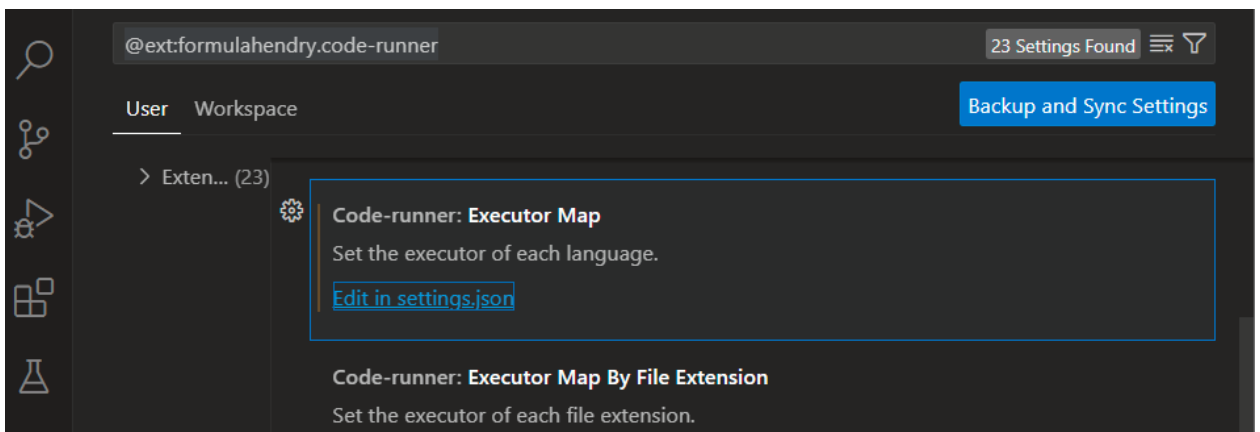 @ext:formulahendry.code-runner
23 Settings Found
User Workspace
Backup and Sync Settings
Exten... (23)
Code-runner: Executor Map
Set the executor of each language.
Edit in settings.json
Code-runner: Executor Map By File Extension
Set the executor of each file extension.